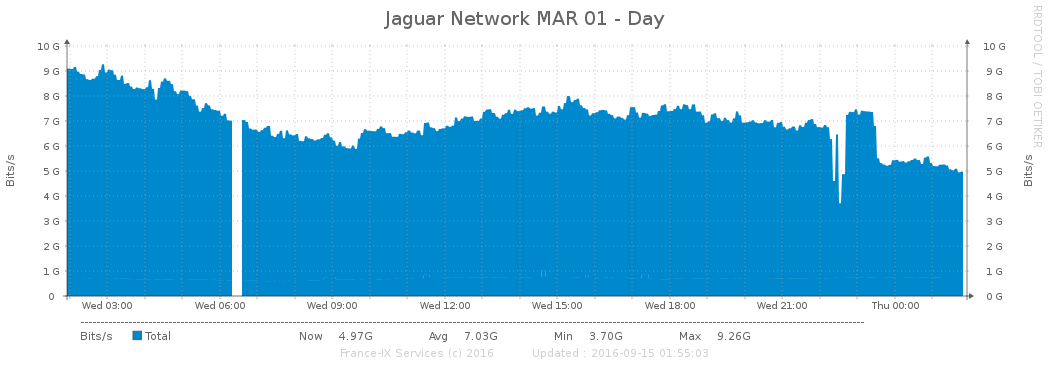 Jaguar Network MAR 01 - Day
RRDTOOL / TOBI OETIKER
Bits/s
10 G 10 G
9 G 9 G
8 G 8 G
7 G 7 G
6 G 6 G
5 G 5 G
4 G 4 G
3 G 3 G
2 G 2 G
1 G 1 G
0 0 G
Bits/s
Wed 03:00 Wed 06:00 Wed 09:00 Wed 12:00 Wed 15:00 Wed 18:00 Wed 21:00 Thu 00:00
Bits/s Total Now 4.97G Avg 7.03G Min 3.70G Max 9.26G
France-IX Services (c) 2016 Updated : 2016-09-15 01:55:03